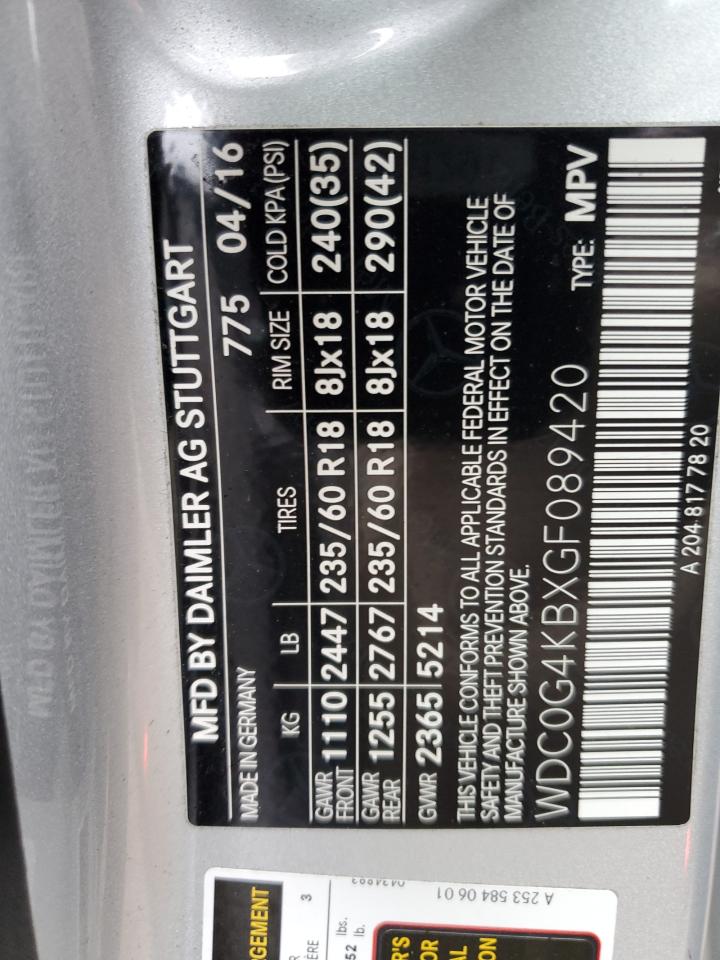 MFD BY DAIMLER AG STUTTGART
MADE IN GERMANY 775 04/16
KG LB TIRES RIM SIZE COLD KPA(PSI)
GAWR FRONT 1110 2447 235/60 R18 8Jx18 240(35)
GAWR REAR 1255 2767 235/60 R18 8Jx18 290(42)
GVWR 2365 5214
THIS VEHICLE CONFORMS TO ALL APPLICABLE FEDERAL MOTOR VEHICLE
SAFETY AND THEFT PREVENTION STANDARDS IN EFFECT ON THE DATE OF
MANUFACTURE SHOWN ABOVE.
WDC0G4KBXGF089420 TYPE: MPV
A 204 817 78 20
A 253 584 06 01
3
lbs.
52 lb.